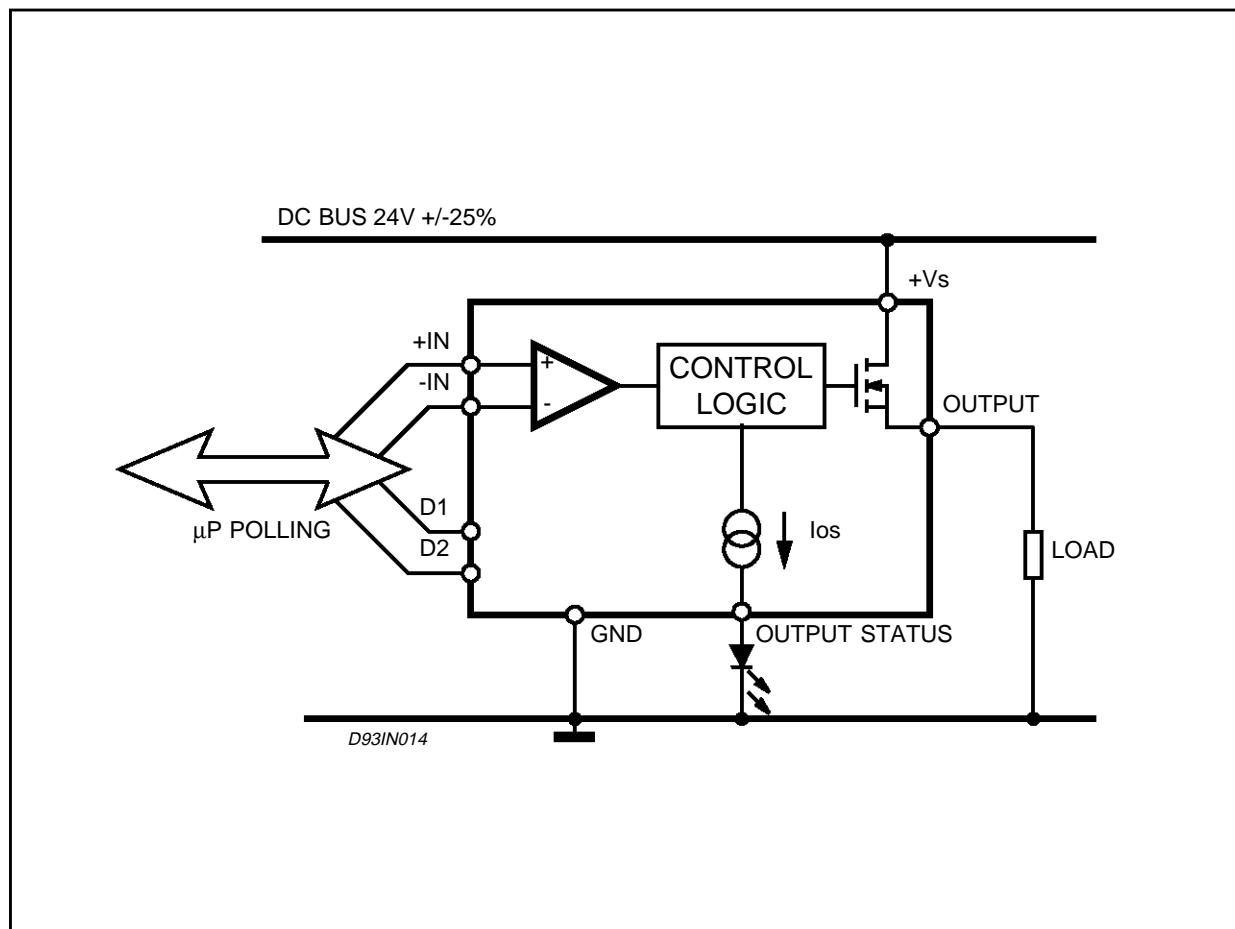 DC BUS 24V +/-25%
+Vs
+IN
-IN
+
-
CONTROL
LOGIC
OUTPUT
D1
D2
μP POLLING
Ios
LOAD
GND
OUTPUT STATUS
D93IN014